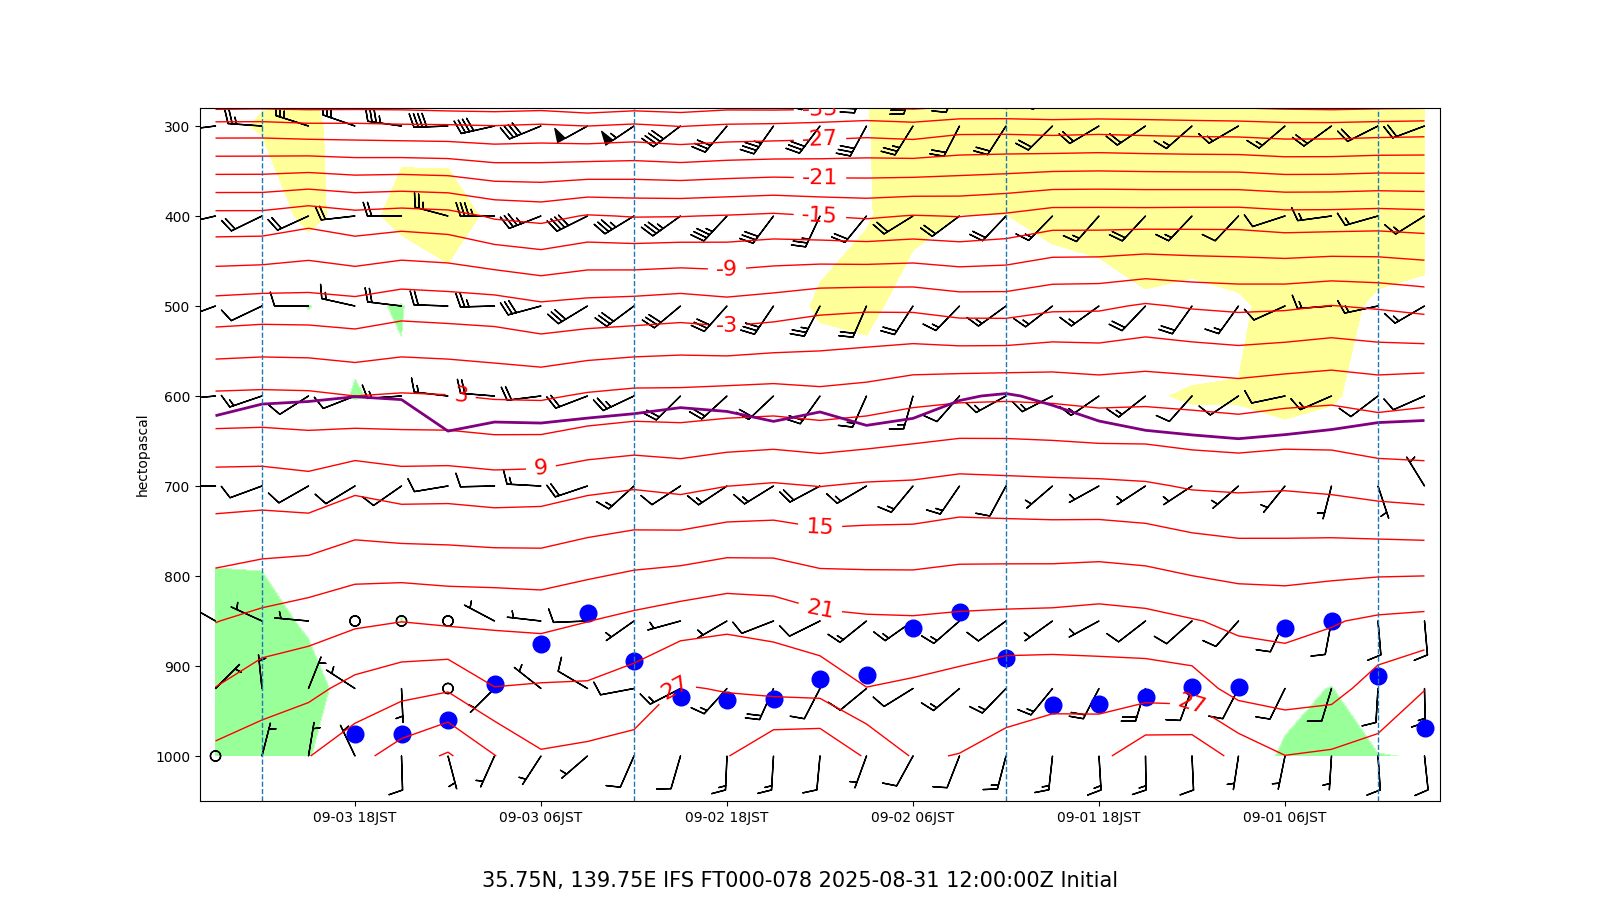 -33
300
-27
-21
400
-15
-9
500
-3
600
3
hectopascal
9
700
15
800
21
900
27
27
1000
09-03 18JST
09-03 06JST
09-02 18JST
09-02 06JST
09-01 18JST
09-01 06JST
35.75N, 139.75E IFS FT000-078 2025-08-31 12:00:00Z Initial